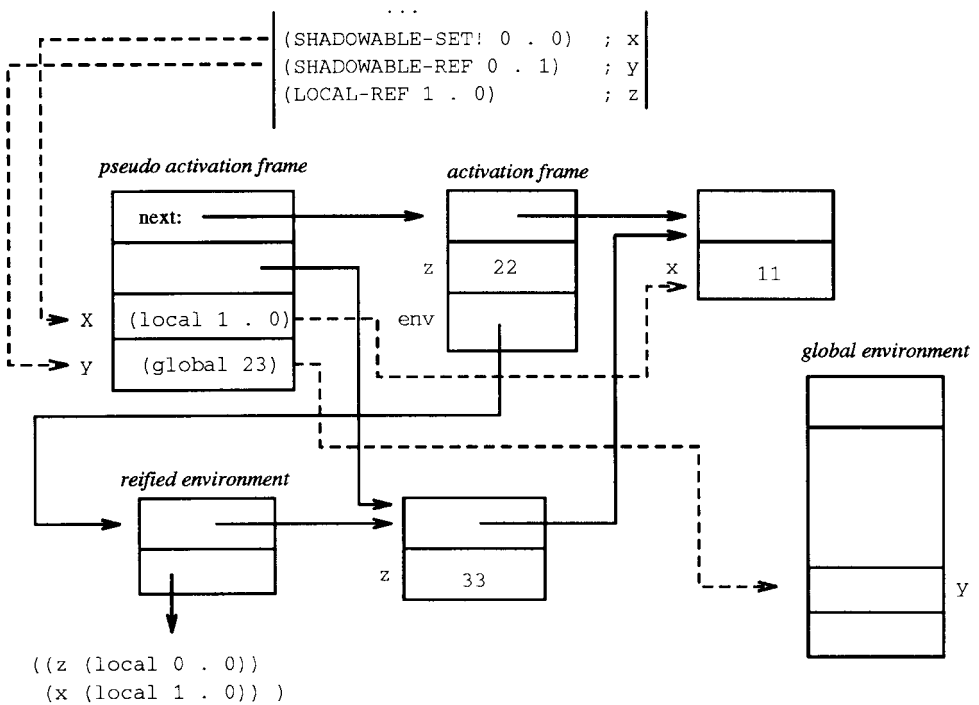 ...
(SHADOWABLE-SET! 0 . 0) ; x
(SHADOWABLE-REF 0 . 1) ; y
(LOCAL-REF 1 . 0) ; z
pseudo activation frame
activation frame
next:
z 22
x 11
X (local 1 . 0)
env
y (global 23)
global environment
reified environment
z 33
y
((z (local 0 . 0))
(x (local 1 . 0)) )